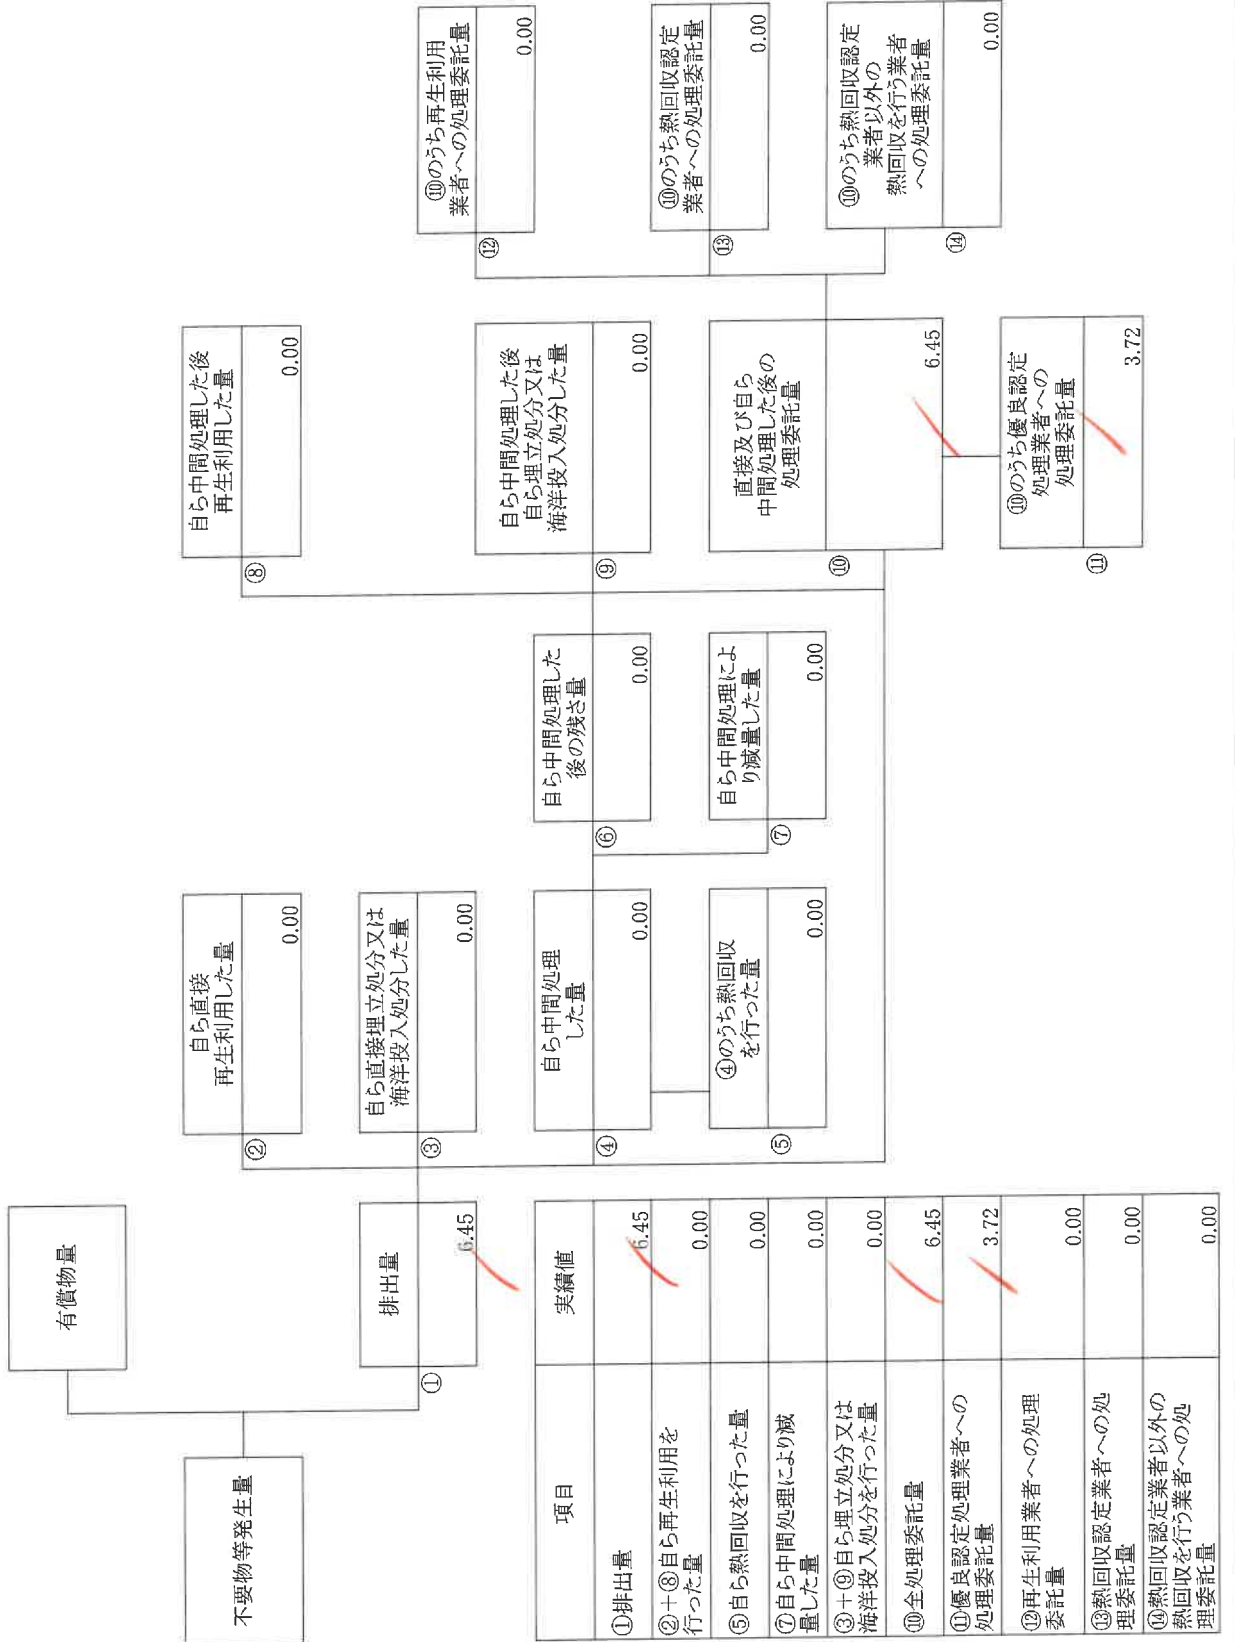 有償物量
不要物等発生量
排出量
①
6.45
自ら直接
再生利用した量
②
0.00
自ら直接埋立処分又は
海洋投入処分した量
③
0.00
自ら中間処理
した量
④
0.00
④のうち熱回収
を行った量
⑤
0.00
自ら中間処理した
後の残さ量
⑥
0.00
自ら中間処理によ
り減量した量
⑦
0.00
自ら中間処理した後
再生利用した量
⑧
0.00
自ら中間処理した後
自ら埋立処分又は
海洋投入処分した量
⑨
0.00
直接及び自ら
中間処理した後の
処理委託量
⑩
6.45
⑩のうち優良認定
処理業者への
処理委託量
⑪
3.72
⑩のうち再生利用
業者への処理委託量
⑫
0.00
⑩のうち熱回収認定
業者への処理委託量
⑬
0.00
⑩のうち熱回収認定
業者以外の
熱回収を行う業者
への処理委託量
⑭
0.00
項目 実績値
①排出量 6.45
②+⑧自ら再生利用を
行った量 0.00
⑤自ら熱回収を行った量 0.00
⑦自ら中間処理により減
量した量 0.00
③+⑨自ら埋立処分又は
海洋投入処分を行った量 0.00
⑩全処理委託量 6.45
⑪優良認定処理業者への
処理委託量 3.72
⑫再生利用業者への処理
委託量 0.00
⑬熱回収認定業者への処
理委託量 0.00
⑭熱回収認定業者以外の
熱回収を行う業者への処
理委託量 0.00